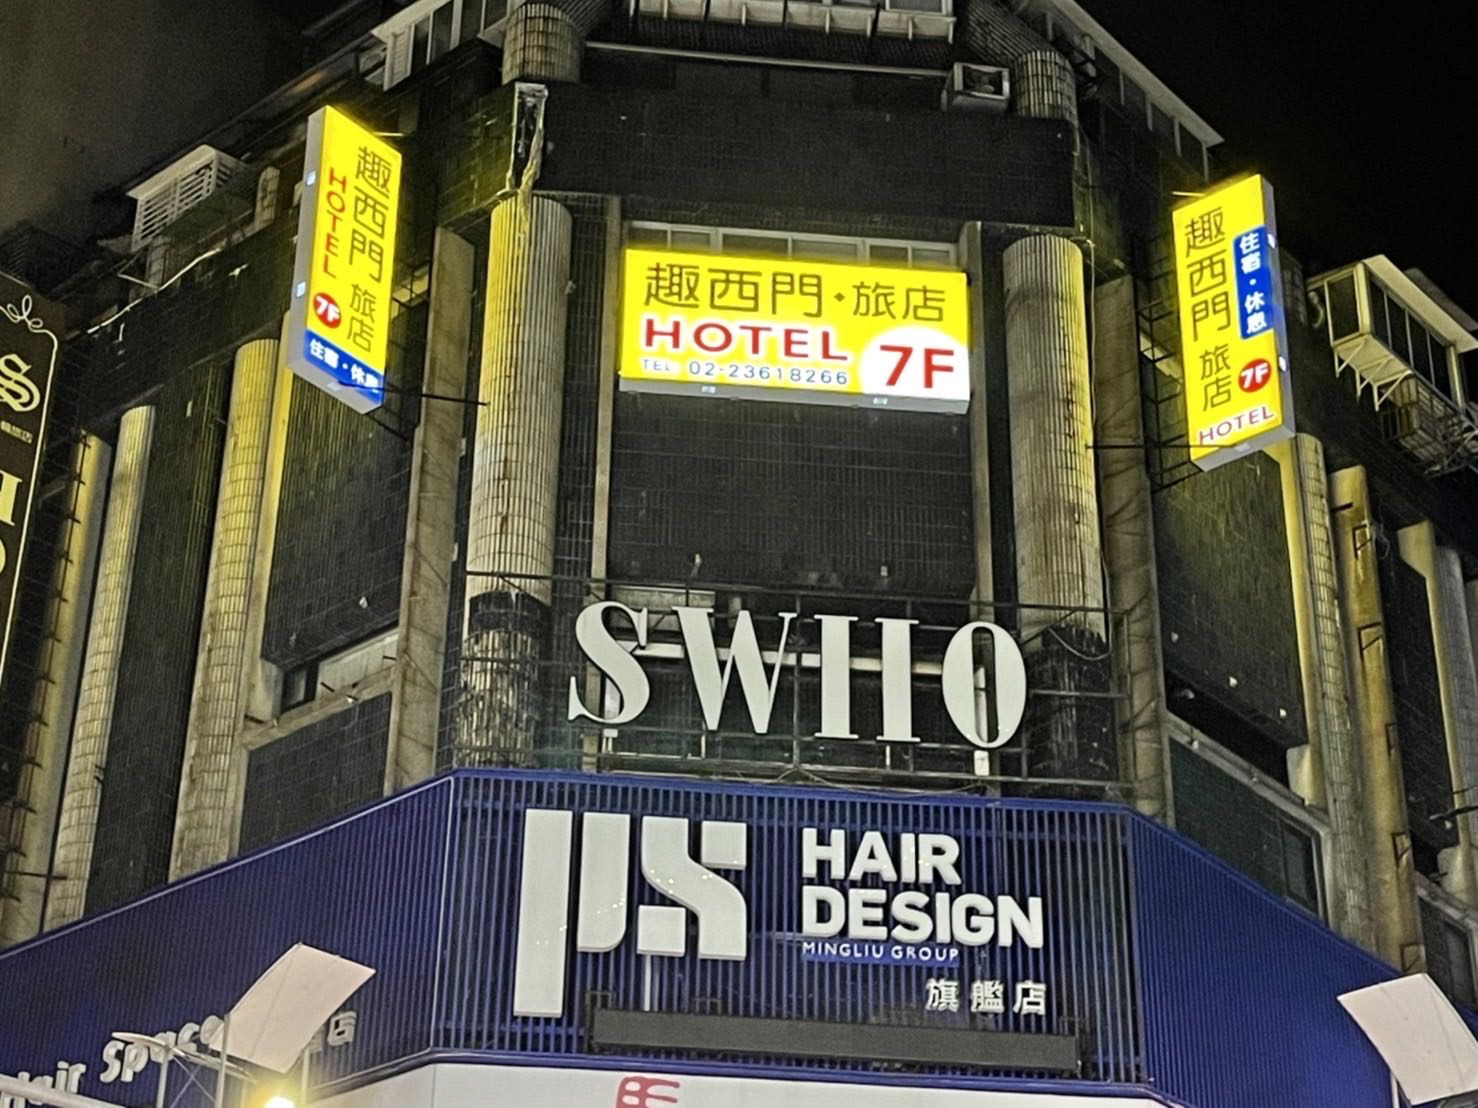 趣西門 旅店
HOTEL
7F
住宿·休息
趣西門·旅店
HOTEL
TEL: 02-23618266
7F
趣西門 旅店
住宿·休息
7F
HOTEL
SWIIO
PS
HAIR
DESIGN
MINGLIU GROUP
旗艦店